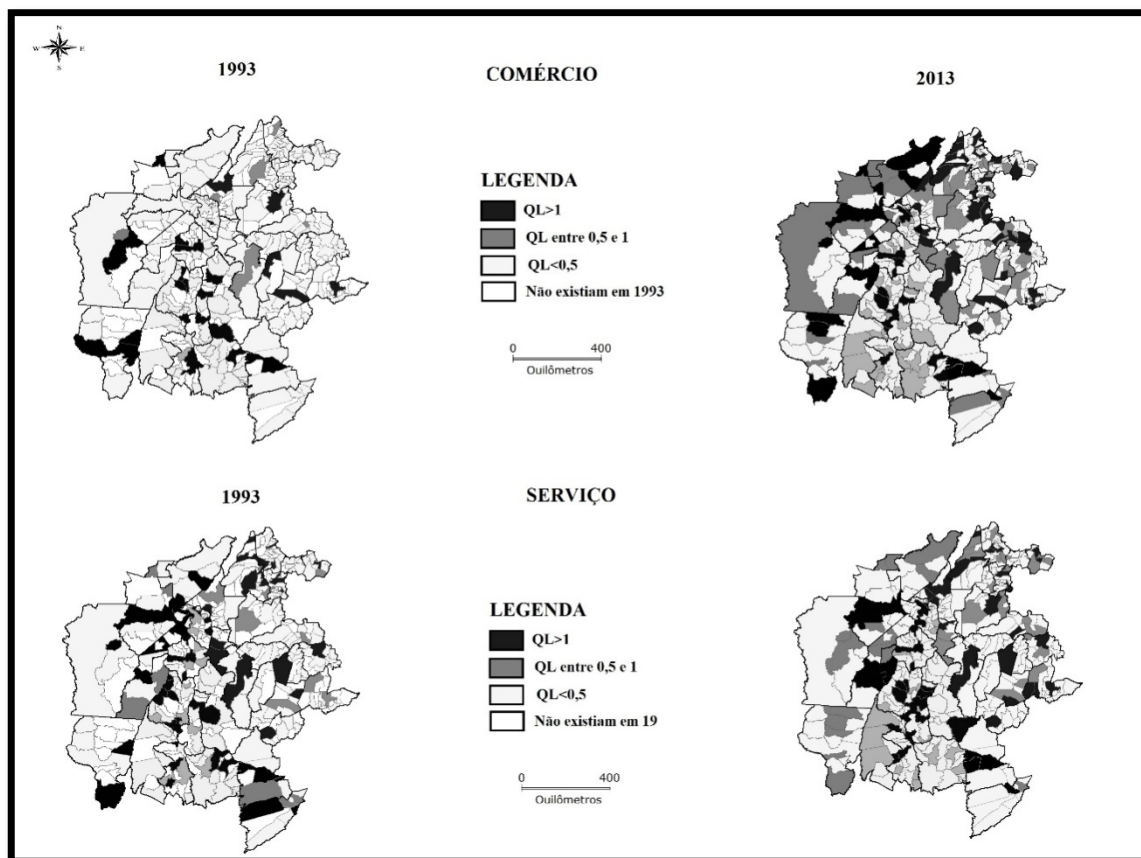 N
W E
S
1993 COMÉRCIO 2013
LEGENDA
QL>1
QL entre 0,5 e 1
QL<0,5
Não existiam em 1993
0 400
Ouilômetros
1993 SERVIÇO
LEGENDA
QL>1
QL entre 0,5 e 1
QL<0,5
Não existiam em 19
0 400
Ouilômetros